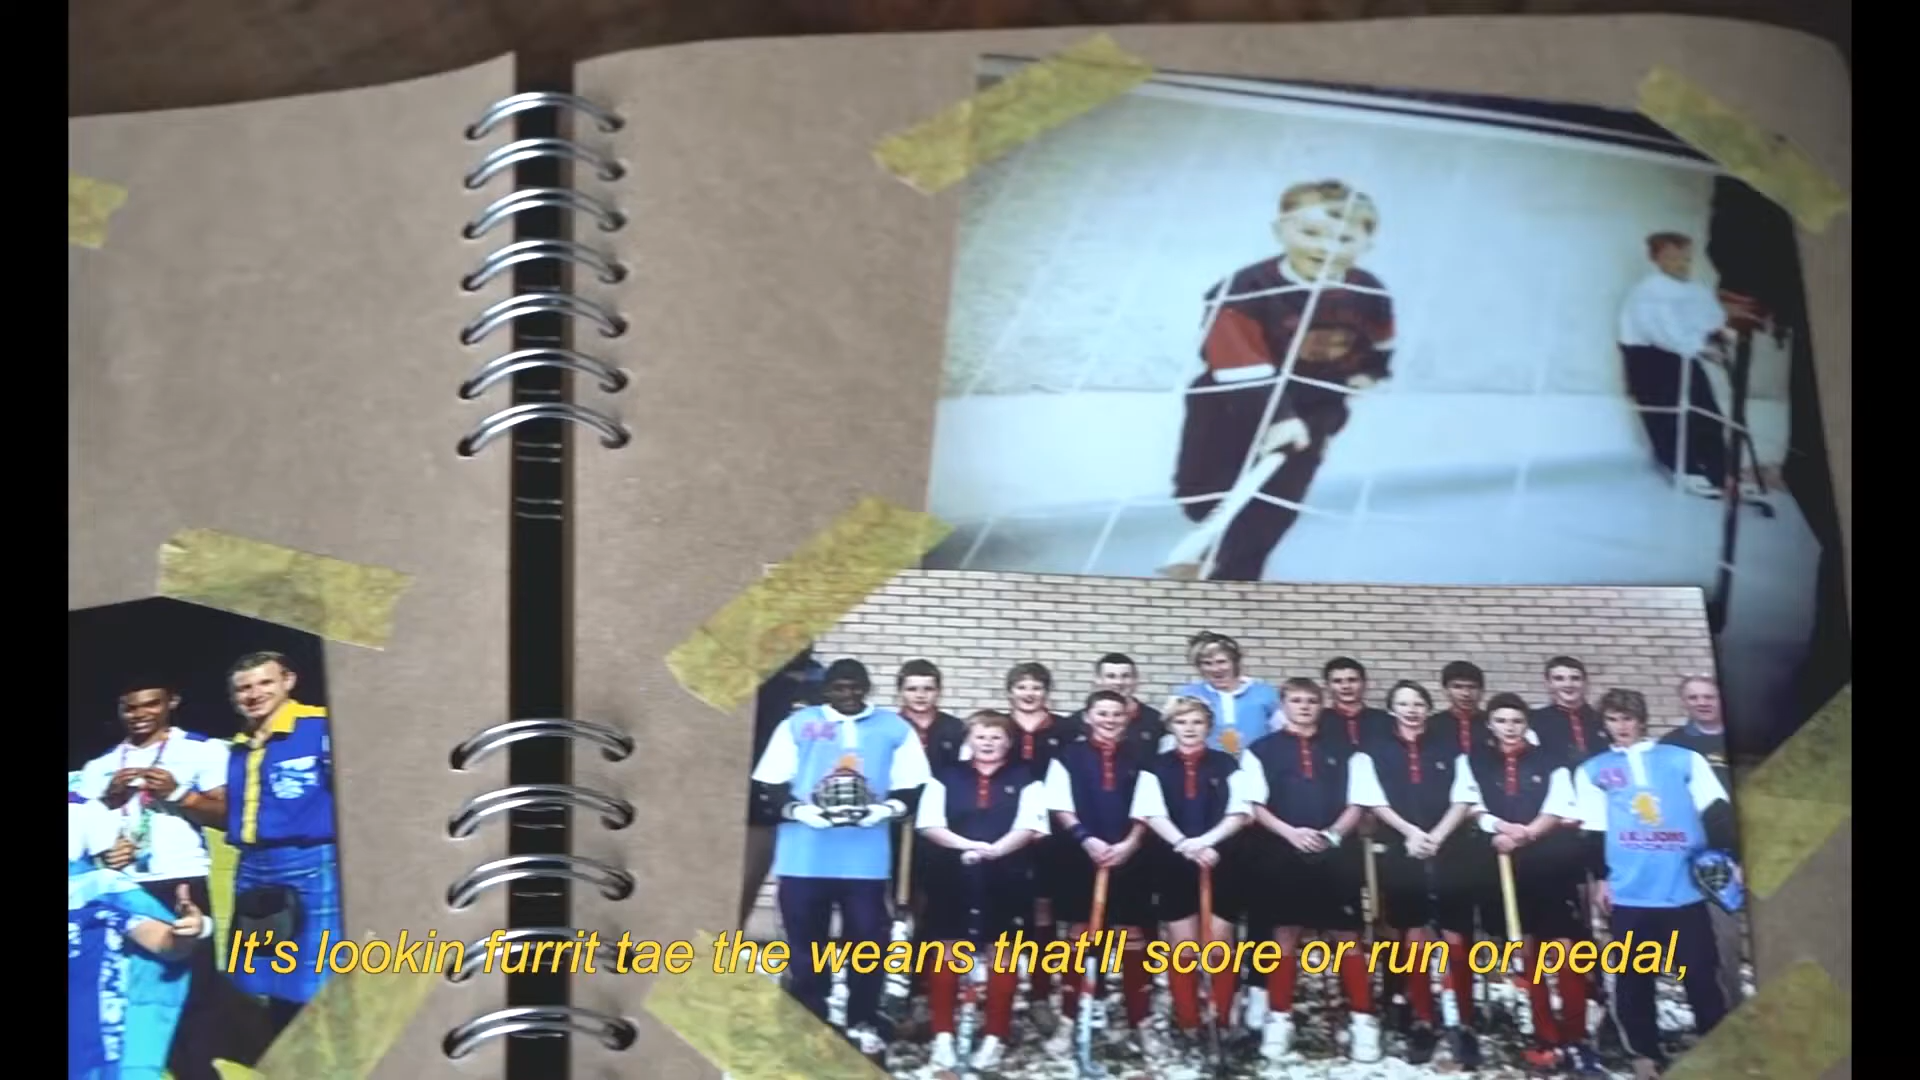 It’s lookin furrit tae the weans that'll score or run or pedal,